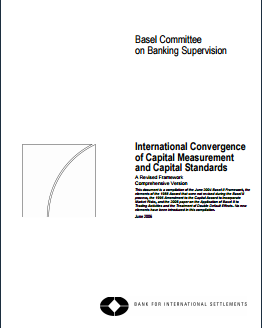 Basel Committee
on Banking Supervision
International Convergence
of Capital Measurement
and Capital Standards
A Revised Framework
Comprehensive Version
This document is a compilation of the June 2004 Basel II Framework, the
elements of the 1988 Accord that were not revised during the Basel II
process, the 1996 Amendment to the Capital Accord to Incorporate
Market Risks, and the 2005 paper on the Application of Basel II to
Trading Activities and the Treatment of Double Default Effects. No new
elements have been introduced in this compilation.
June 2006
BANK FOR INTERNATIONAL SETTLEMENTS